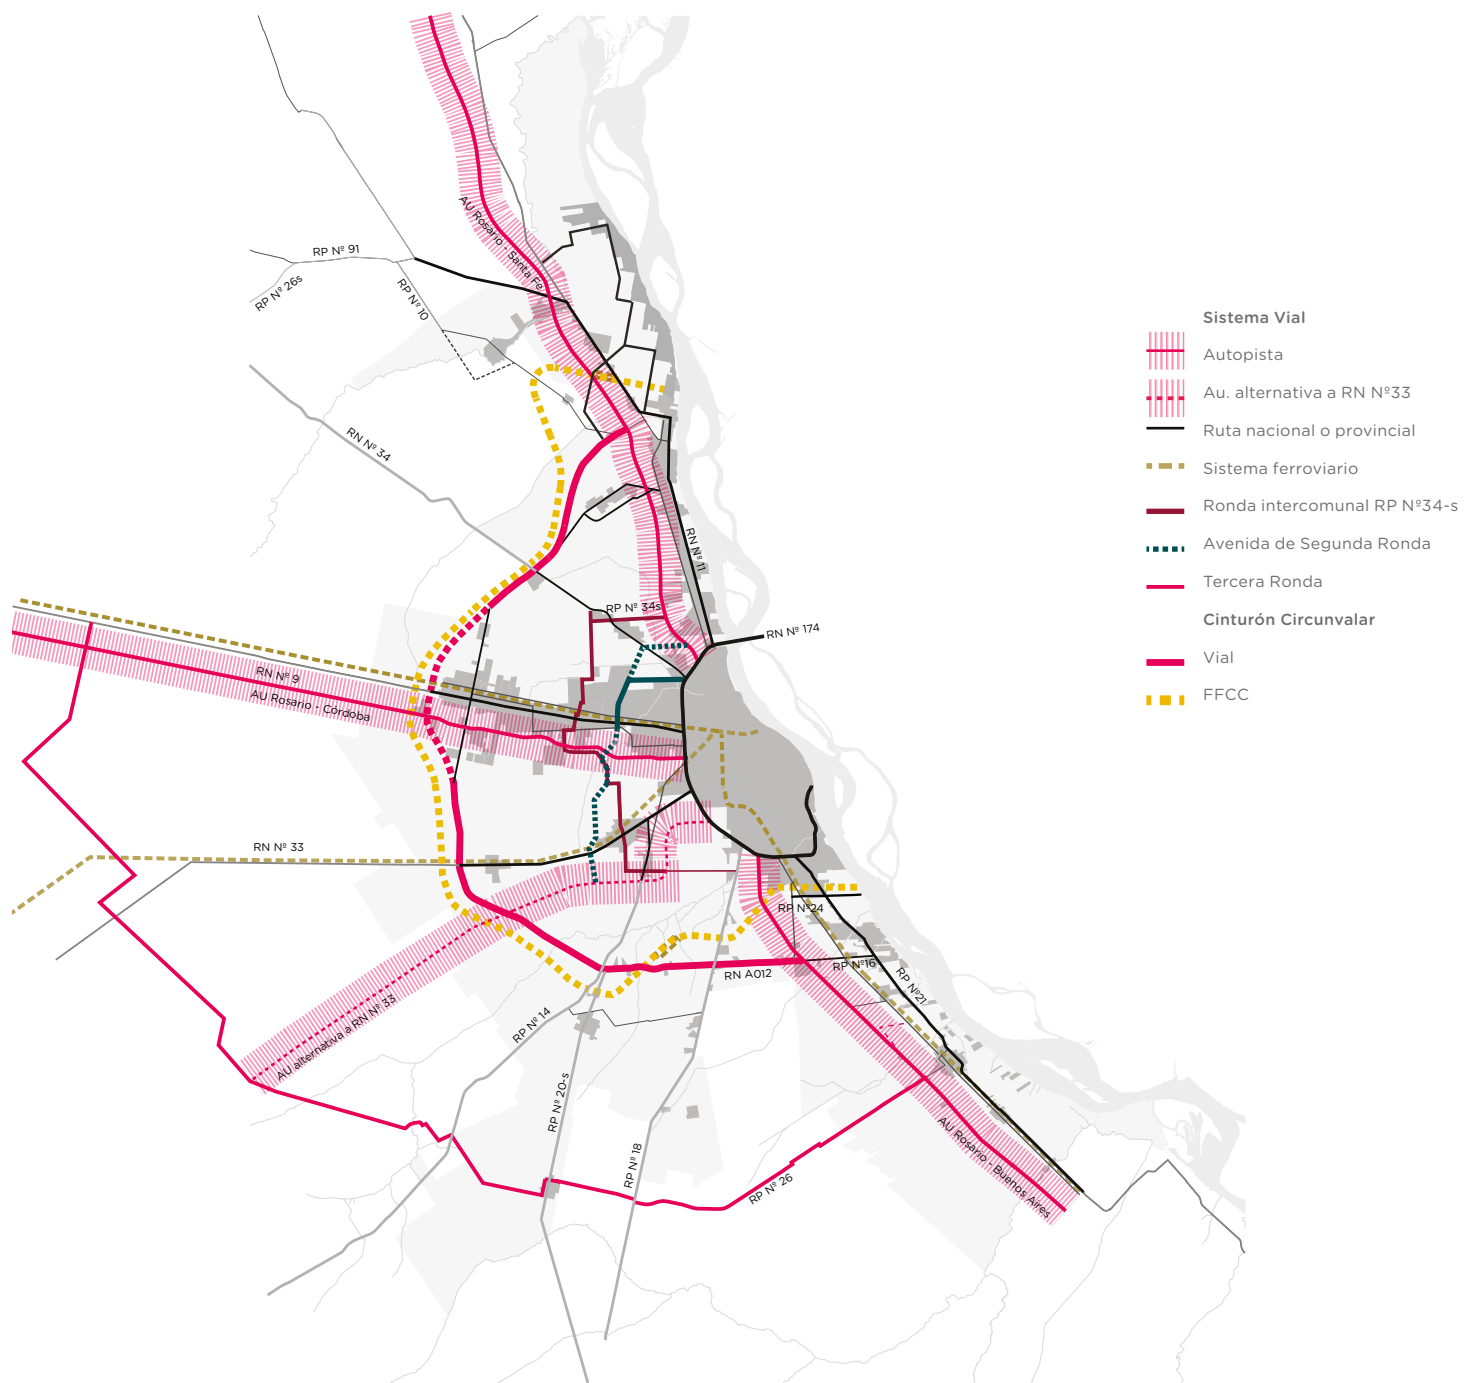 AU Rosario - Santa Fe
RP Nº 91
RP Nº 26s
RP Nº 10
RN Nº 34
RN Nº 11
RP Nº 34s
RN Nº 174
RN Nº 9
AU Rosario - Córdoba
RN Nº 33
RP Nº24
RP Nº16
RN A012
RP Nº21
AU alternativa a RN Nº 33
RP Nº 14
RP Nº 20-s
RP Nº 18
RP Nº 26
AU Rosario - Buenos Aires
Sistema Vial
Autopista
Au. alternativa a RN Nº33
Ruta nacional o provincial
Sistema ferroviario
Ronda intercomunal RP Nº34-s
Avenida de Segunda Ronda
Tercera Ronda
Cinturón Circunvalar
Vial
FFCC